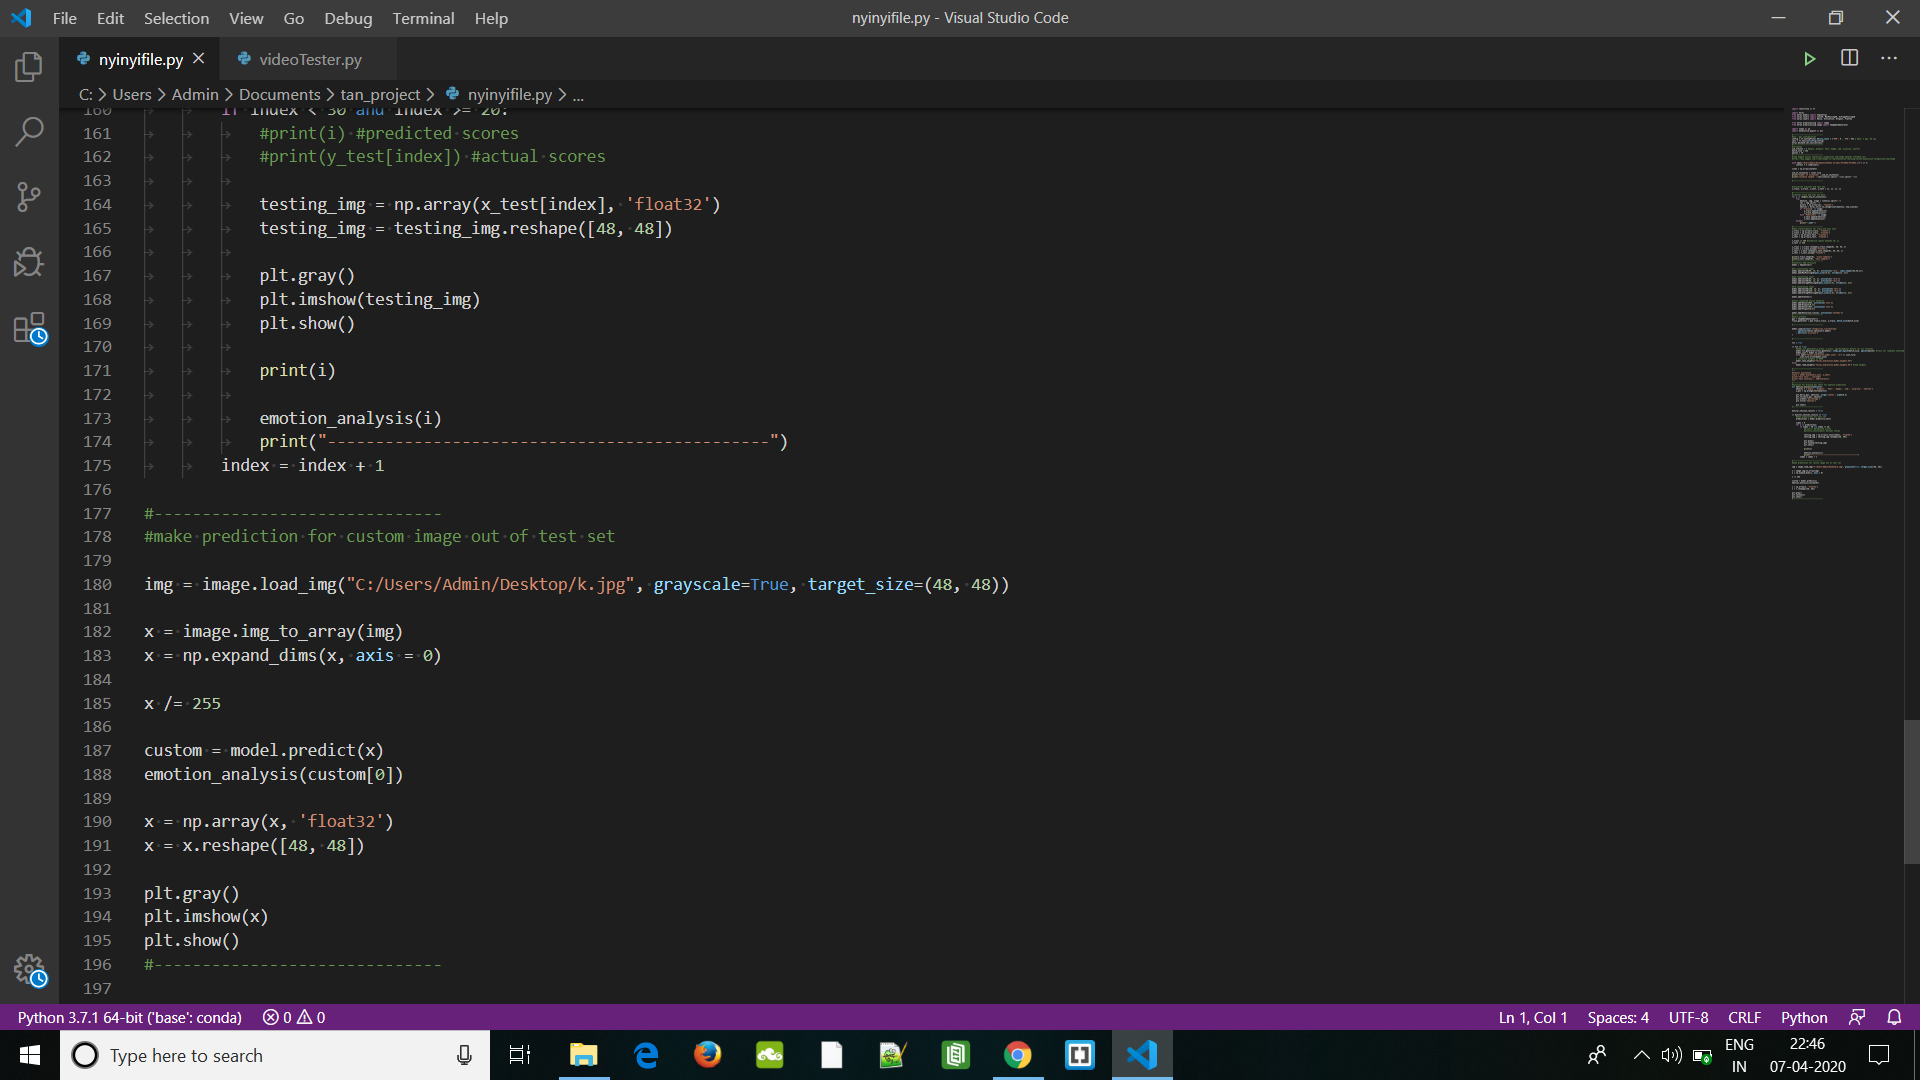 File Edit Selection View Go Debug Terminal Help
nyinyifile.py - Visual Studio Code
nyinyifile.py
videoTester.py
C: > Users > Admin > Documents > tan_project > nyinyifile.py > ...
160 if index < 30 and index >= 20:
161 #print(i) #predicted scores
162 #print(y_test[index]) #actual scores
163
164 testing_img = np.array(x_test[index], 'float32')
165 testing_img = testing_img.reshape([48, 48])
166
167 plt.gray()
168 plt.imshow(testing_img)
169 plt.show()
170
171 print(i)
172
173 emotion_analysis(i)
174 print("----------------------------------------------")
175 index = index + 1
176
177 #------------------------------
178 #make prediction for custom image out of test set
179
180 img = image.load_img("C:/Users/Admin/Desktop/k.jpg", grayscale=True, target_size=(48, 48))
181
182 x = image.img_to_array(img)
183 x = np.expand_dims(x, axis = 0)
184
185 x /= 255
186
187 custom = model.predict(x)
188 emotion_analysis(custom[0])
189
190 x = np.array(x, 'float32')
191 x = x.reshape([48, 48])
192
193 plt.gray()
194 plt.imshow(x)
195 plt.show()
196 #------------------------------
197
Python 3.7.1 64-bit ('base': conda) 0 0
Ln 1, Col 1 Spaces: 4 UTF-8 CRLF Python
Type here to search
ENG
IN
22:46
07-04-2020